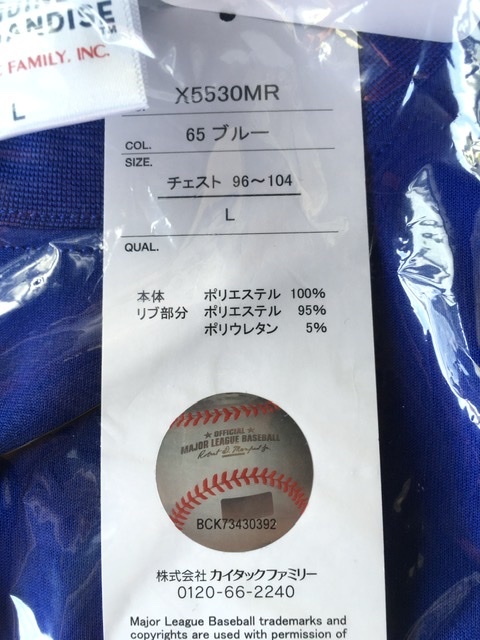 HANDISE™
FAMILY, INC.
L
X5530MR
COL.
65 ブルー
SIZE.
チェスト 96～104
L
QUAL.
本体 ポリエステル 100%
リブ部分 ポリエステル 95%
ポリウレタン 5%
★ OFFICIAL ★
MAJOR LEAGUE BASEBALL
BCK73430392
株式会社 カイタックファミリー
0120-66-2240
Major League Baseball trademarks and
copyrights are used with permission of